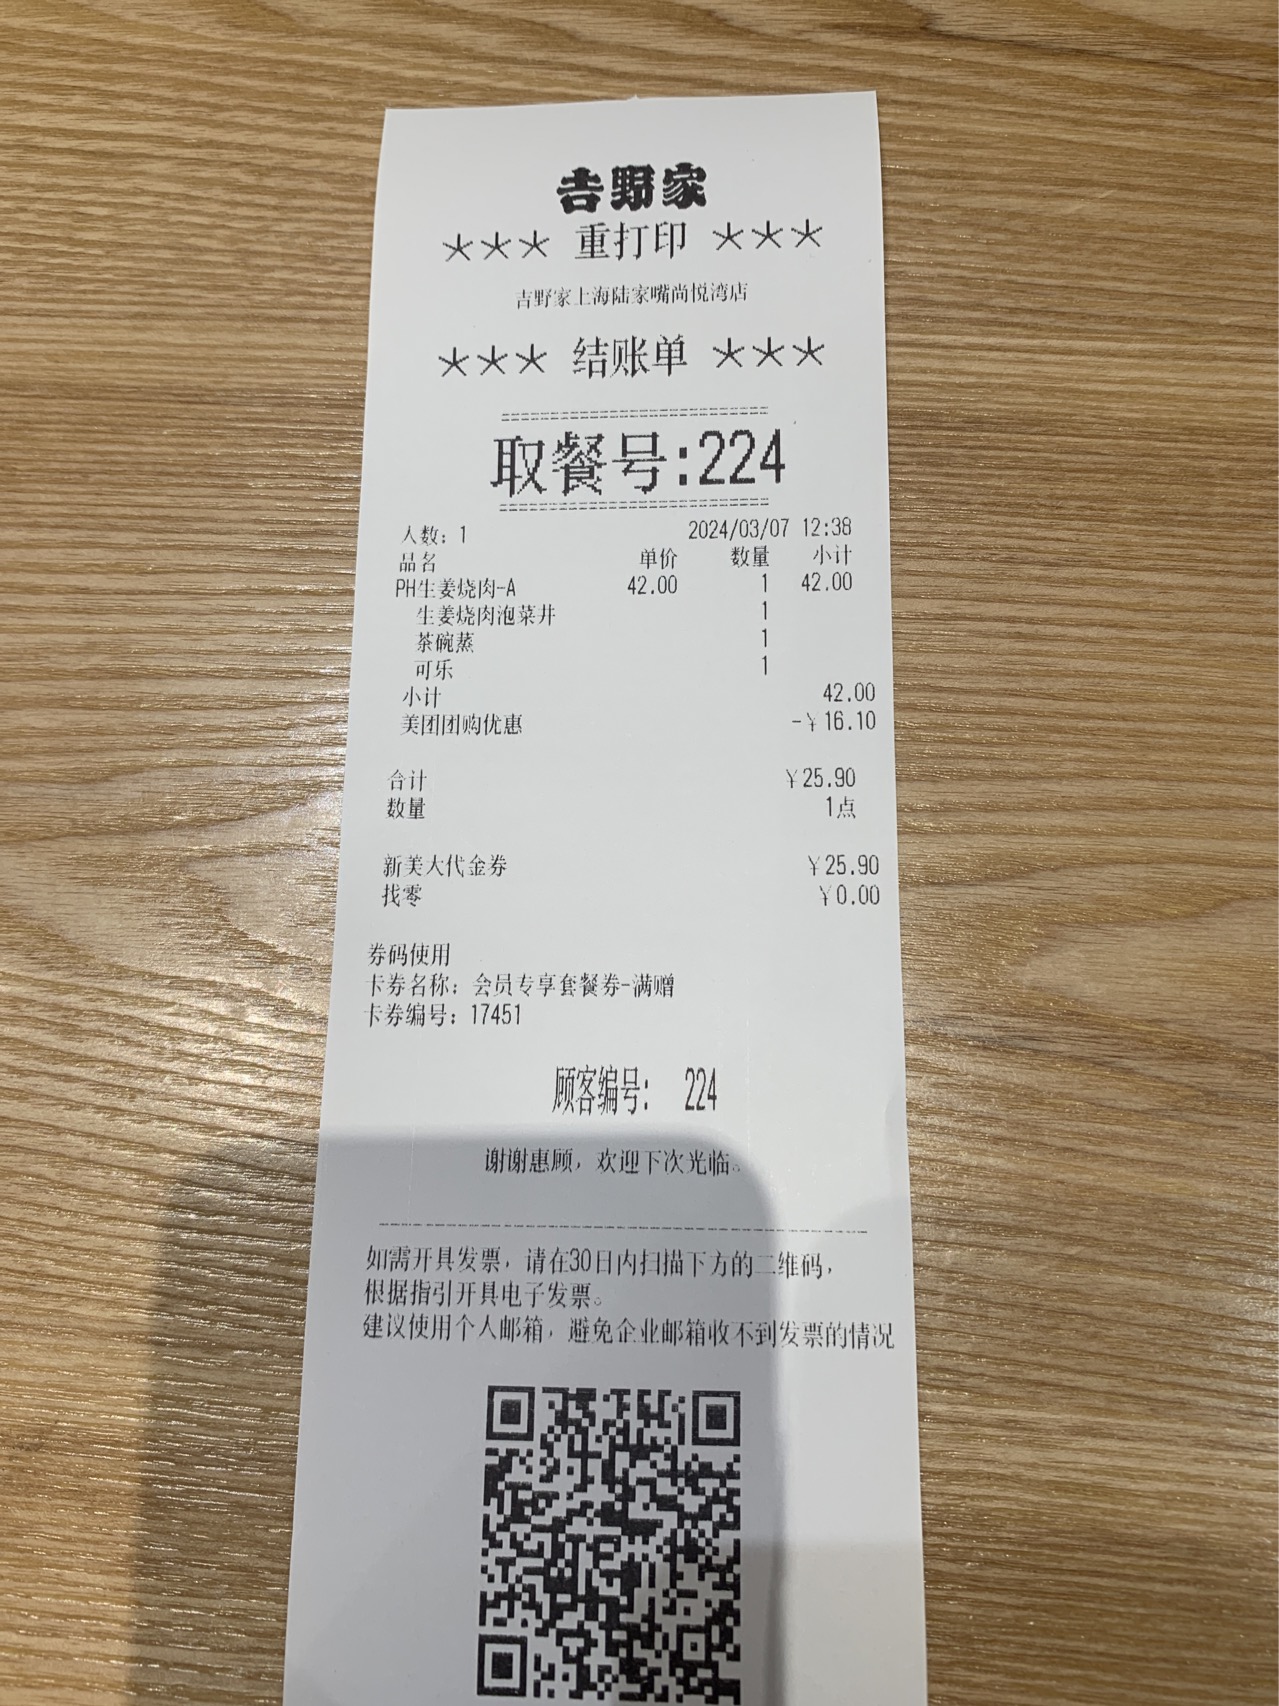 吉野家
*** 重打印 ***
吉野家上海陆家嘴尚悦湾店
*** 结账单 ***
取餐号:224
人数: 1 2024/03/07 12:38
品名 单价 数量 小计
PH生姜烧肉-A 42.00 1 42.00
生姜烧肉泡菜井 1
茶碗蒸 1
可乐 1
小计 42.00
美团团购优惠 -¥16.10
合计 ¥25.90
数量 1点
新美大代金券 ¥25.90
找零 ¥0.00
券码使用
卡券名称: 会员专享套餐券-满赠
卡券编号: 17451
顾客编号: 224
谢谢惠顾, 欢迎下次光临。
如需开具发票, 请在30日内扫描下方的二维码,
根据指引开具电子发票。
建议使用个人邮箱, 避免企业邮箱收不到发票的情况